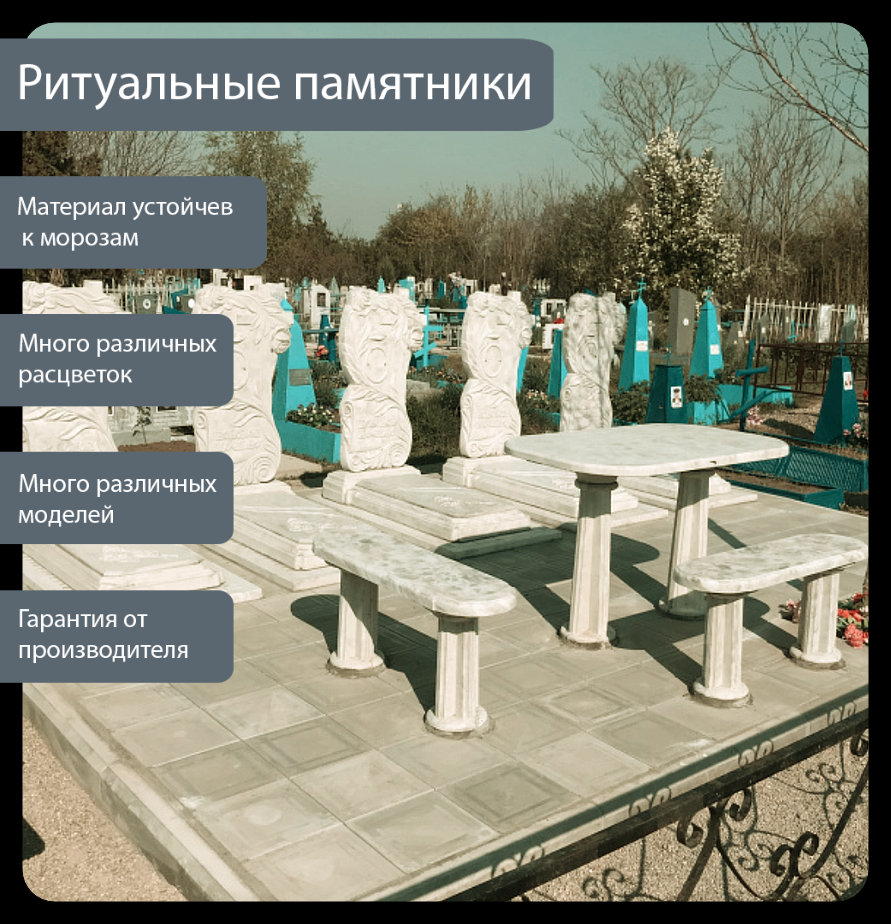 Ритуальные памятники
Материал устойчев
к морозам
Много различных
расцветок
Много различных
моделей
Гарантия от
производителя